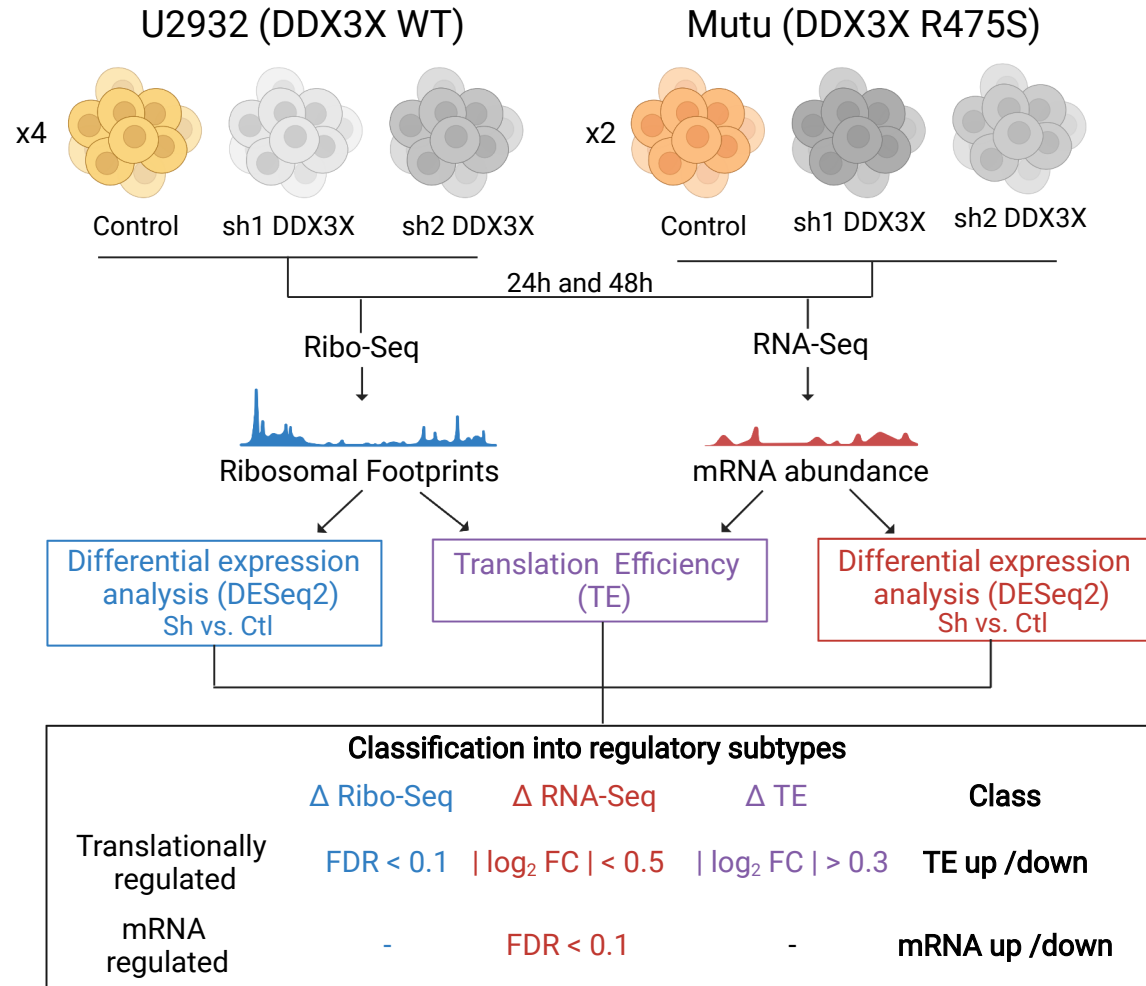 U2932 (DDX3X WT)
Mutu (DDX3X R475S)
x4
x2
Control
sh1 DDX3X
sh2 DDX3X
Control
sh1 DDX3X
sh2 DDX3X
24h and 48h
Ribo-Seq
RNA-Seq
Ribosomal Footprints
mRNA abundance
Differential expression
analysis (DESeq2)
Sh vs. Ctl
Translation Efficiency
(TE)
Differential expression
analysis (DESeq2)
Sh vs. Ctl
Classification into regulatory subtypes
Δ Ribo-Seq
Δ RNA-Seq
Δ TE
Class
Translationally
regulated
FDR < 0.1
| log₂ FC | < 0.5
| log₂ FC | > 0.3
TE up /down
mRNA
regulated
-
FDR < 0.1
-
mRNA up /down